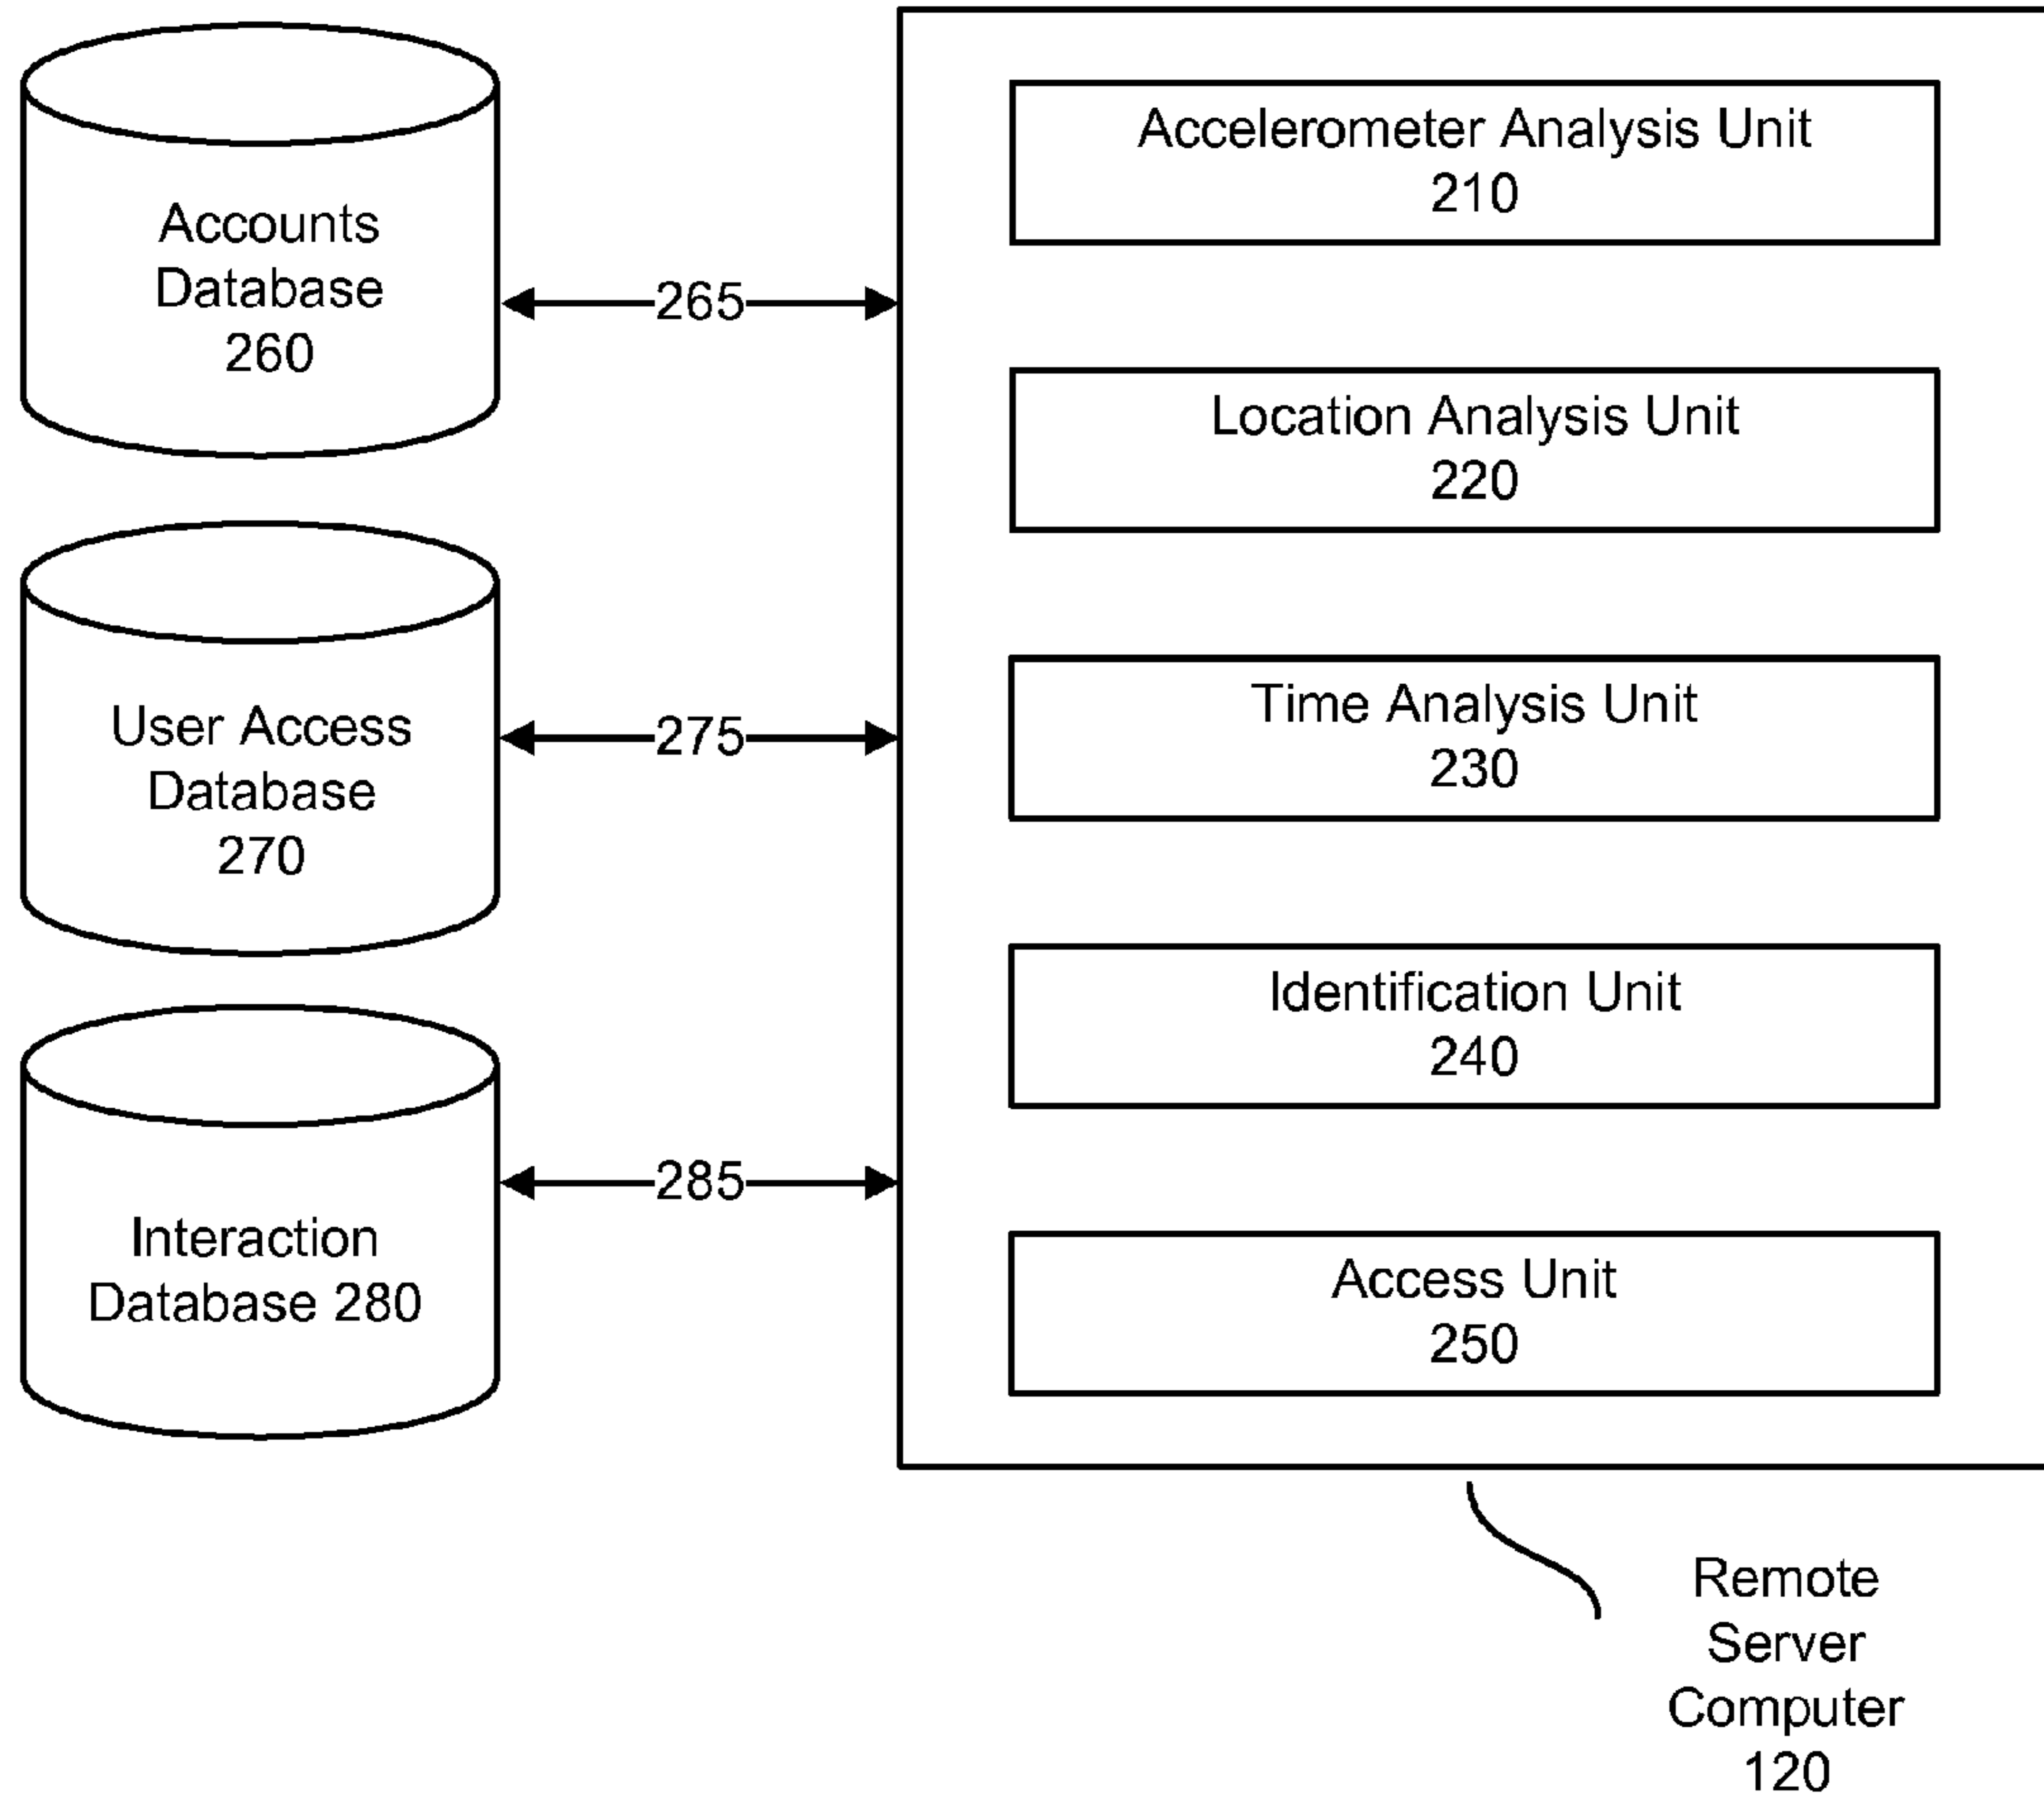 Accounts
Database
260
265
User Access
Database
270
275
Interaction
Database 280
285
Accelerometer Analysis Unit
210
Location Analysis Unit
220
Time Analysis Unit
230
Identification Unit
240
Access Unit
250
Remote
Server
Computer
120